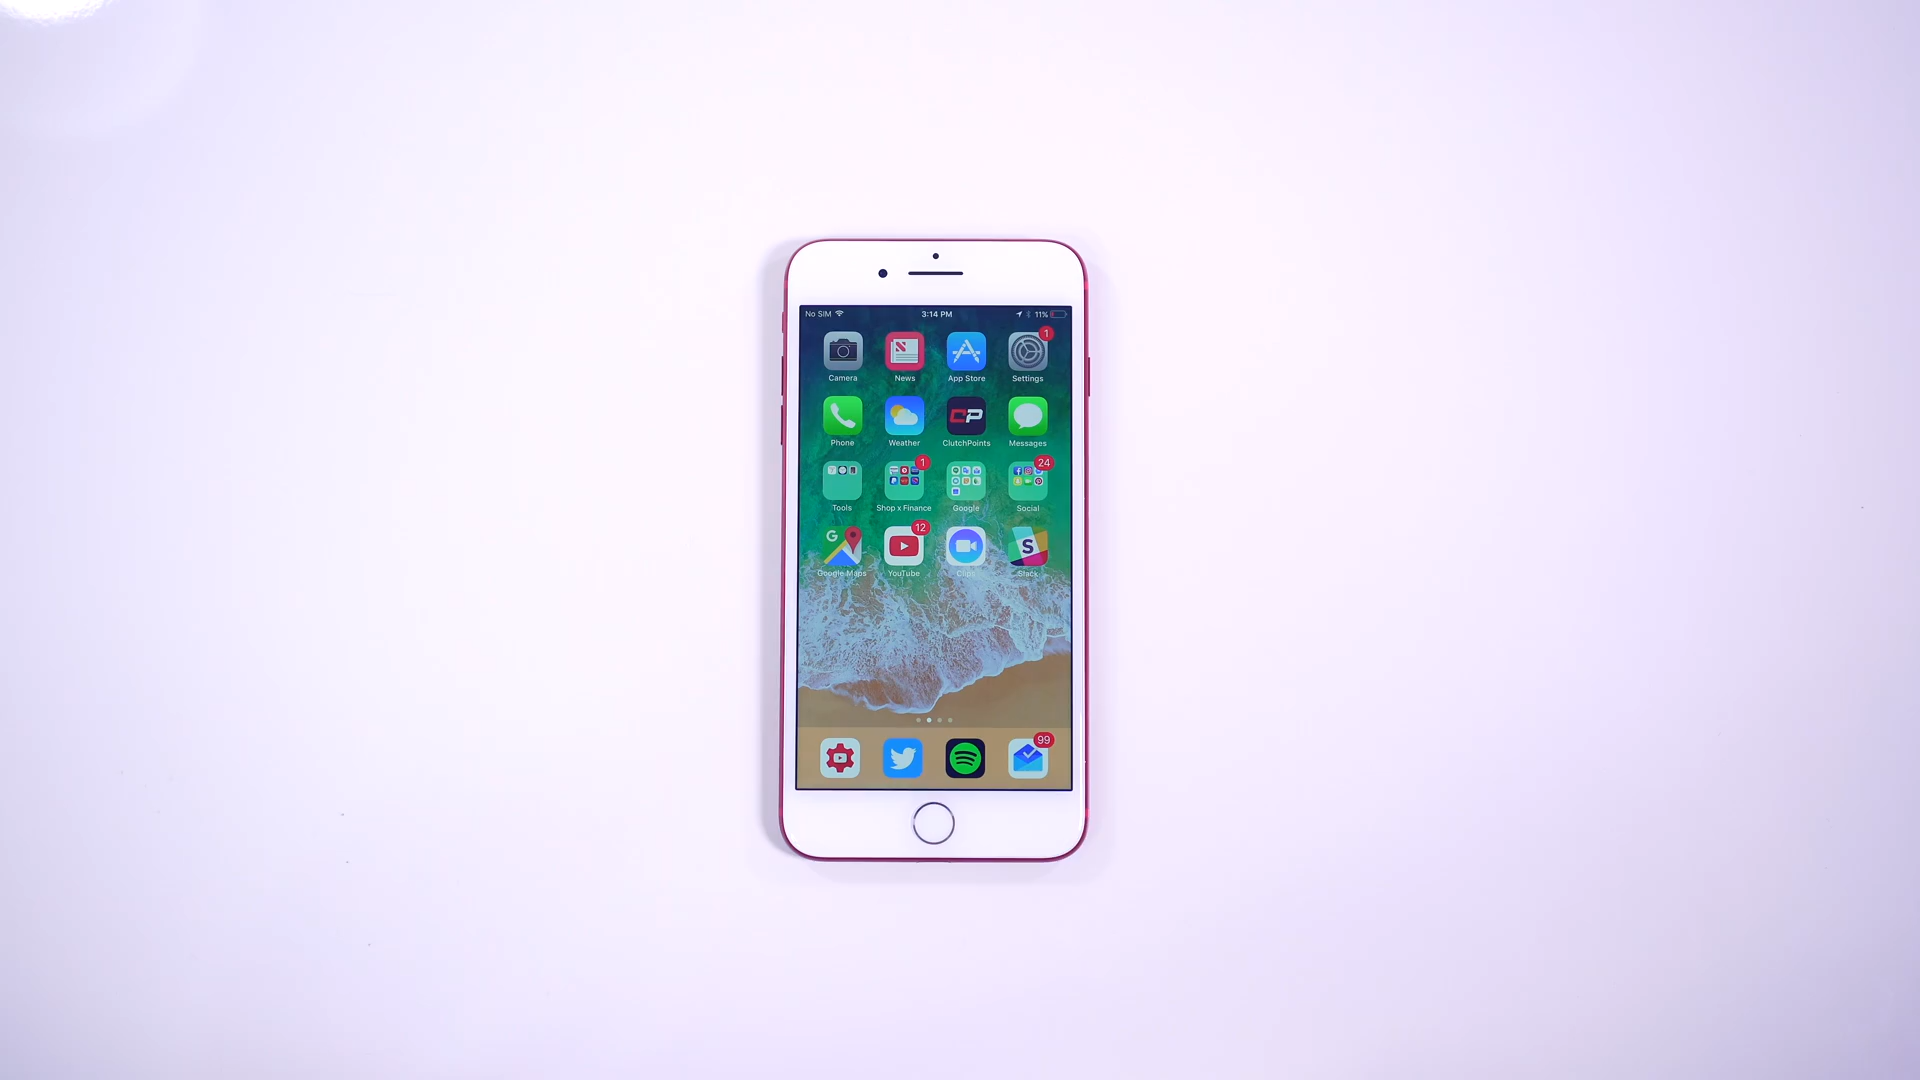 No SIM 3:14 PM 11%
1
Camera News App Store Settings
CP
Phone Weather ClutchPoints Messages
1 24
Tools Shop x Finance Google Social
G 12 S
Google Maps YouTube Clips Slack
99